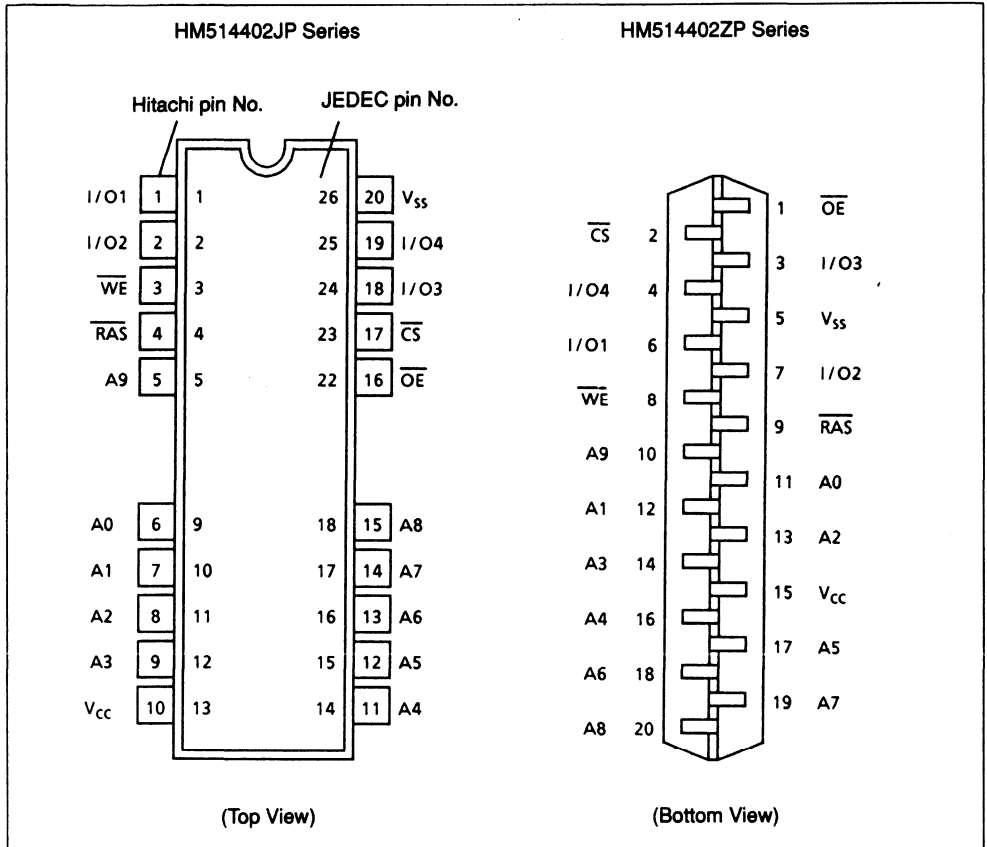 HM514402JP Series
HM514402ZP Series
Hitachi pin No.
JEDEC pin No.
I/O1 1 1 26 20 VSS
I/O2 2 2 25 19 I/O4
WE 3 3 24 18 I/O3
RAS 4 4 23 17 CS
A9 5 5 22 16 OE
A0 6 9 18 15 A8
A1 7 10 17 14 A7
A2 8 11 16 13 A6
A3 9 12 15 12 A5
VCC 10 13 14 11 A4
(Top View)
1 OE
CS 2
3 I/O3
I/O4 4
5 VSS
I/O1 6
7 I/O2
WE 8
9 RAS
A9 10
11 A0
A1 12
13 A2
A3 14
15 VCC
A4 16
17 A5
A6 18
19 A7
A8 20
(Bottom View)